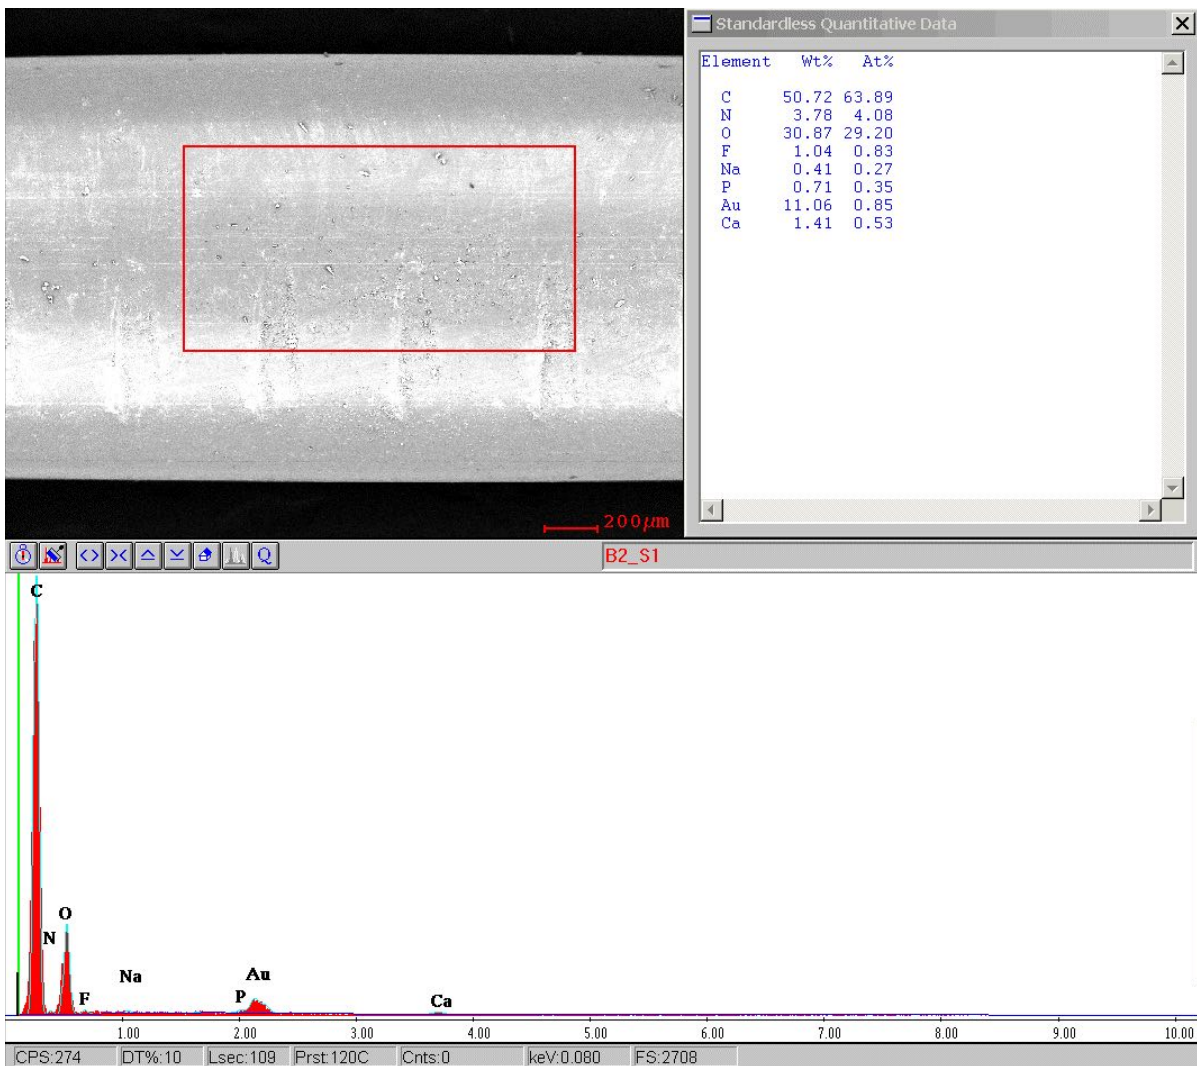 Standardless Quantitative Data
Element Wt% At%
C 50.72 63.89
N 3.78 4.08
O 30.87 29.20
F 1.04 0.83
Na 0.41 0.27
P 0.71 0.35
Au 11.06 0.85
Ca 1.41 0.53
200µm
Q
B2_S1
C
N
O
F
Na
P
Au
Ca
1.00 2.00 3.00 4.00 5.00 6.00 7.00 8.00 9.00 10.00
CPS:274 DT%:10 Lsec:109 Prst:120C Cnts:0 keV:0.080 FS:2708